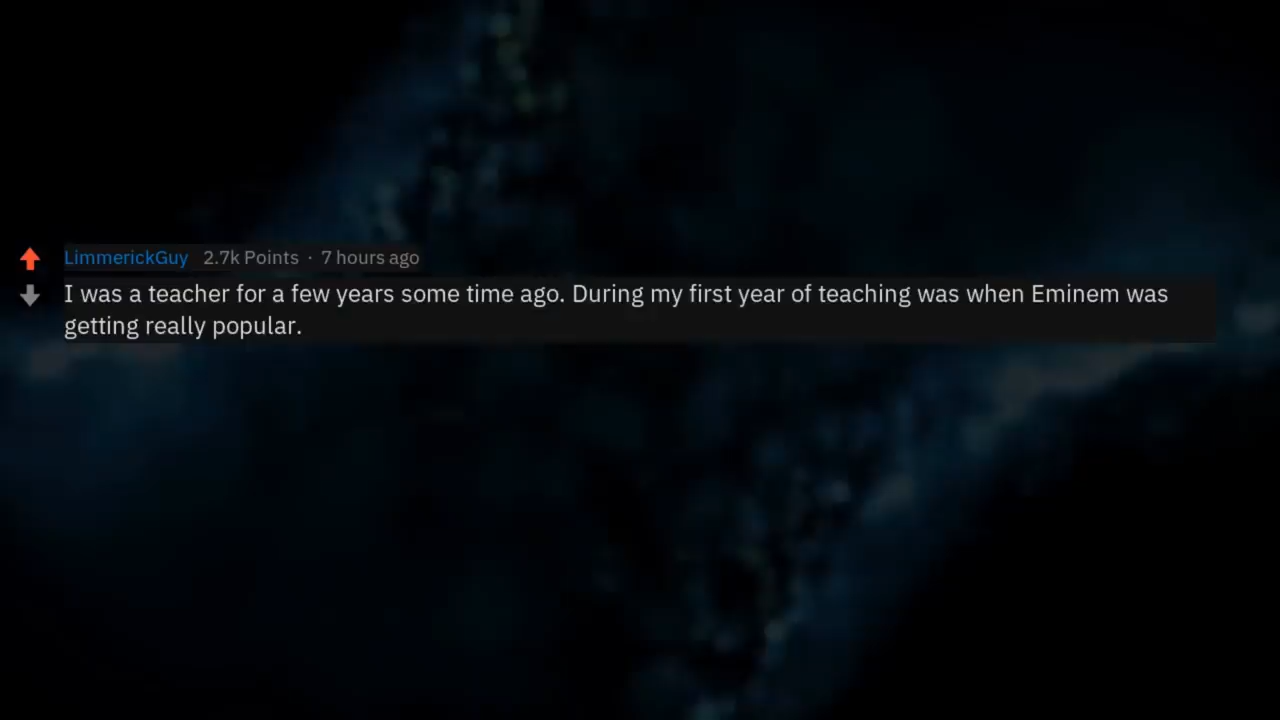 LimmerickGuy 2.7k Points · 7 hours ago
I was a teacher for a few years some time ago. During my first year of teaching was when Eminem was
getting really popular.